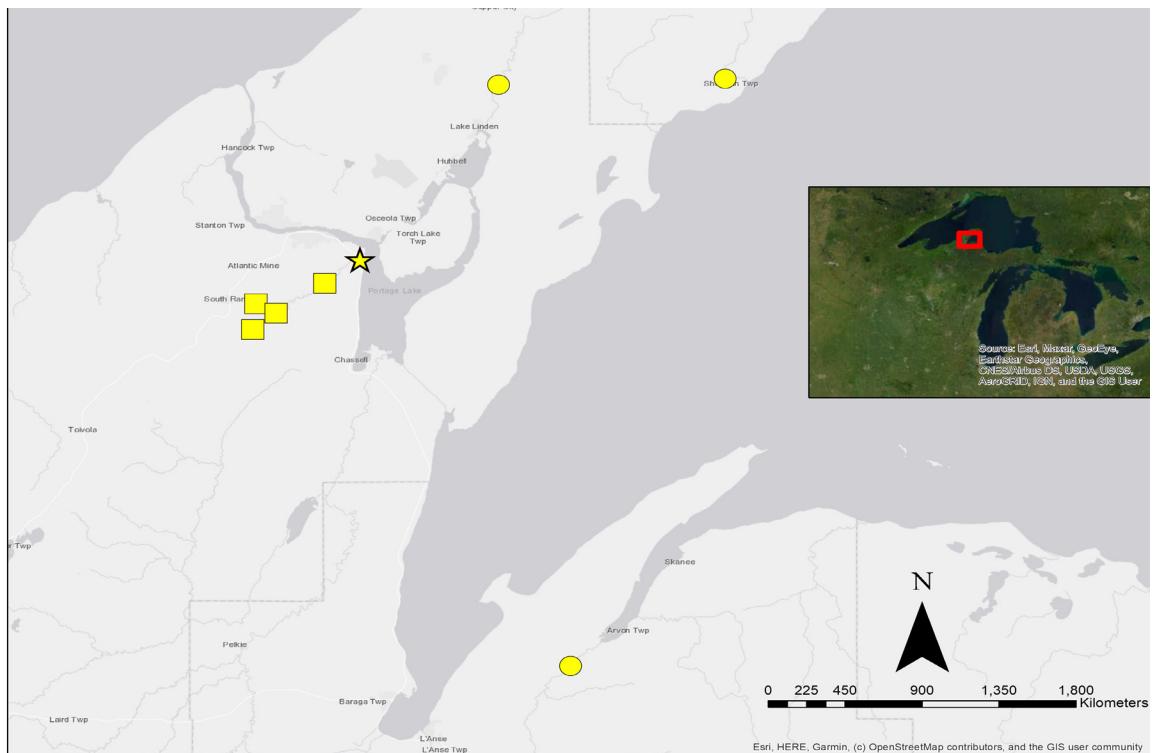 Lake Linden
Hancock Twp
Hubbell
Osceola Twp
Stanton Twp
Torch Lake
Twp
Atlantic Mine
Portage Lake
Chassell
Toivola
Source: Esri, Maxar, GeoEye,
Earthstar Geographics,
CNES/Airbus DS, USDA, USGS,
AeroGRID, IGN, and the GIS User
Skanee
N
Arvon Twp
Pelkie
Baraga Twp
0 225 450 900 1,350 1,800
Kilometers
Laird Twp
L'Anse
L'Anse Twp
Esri, HERE, Garmin, (c) OpenStreetMap contributors, and the GIS user community